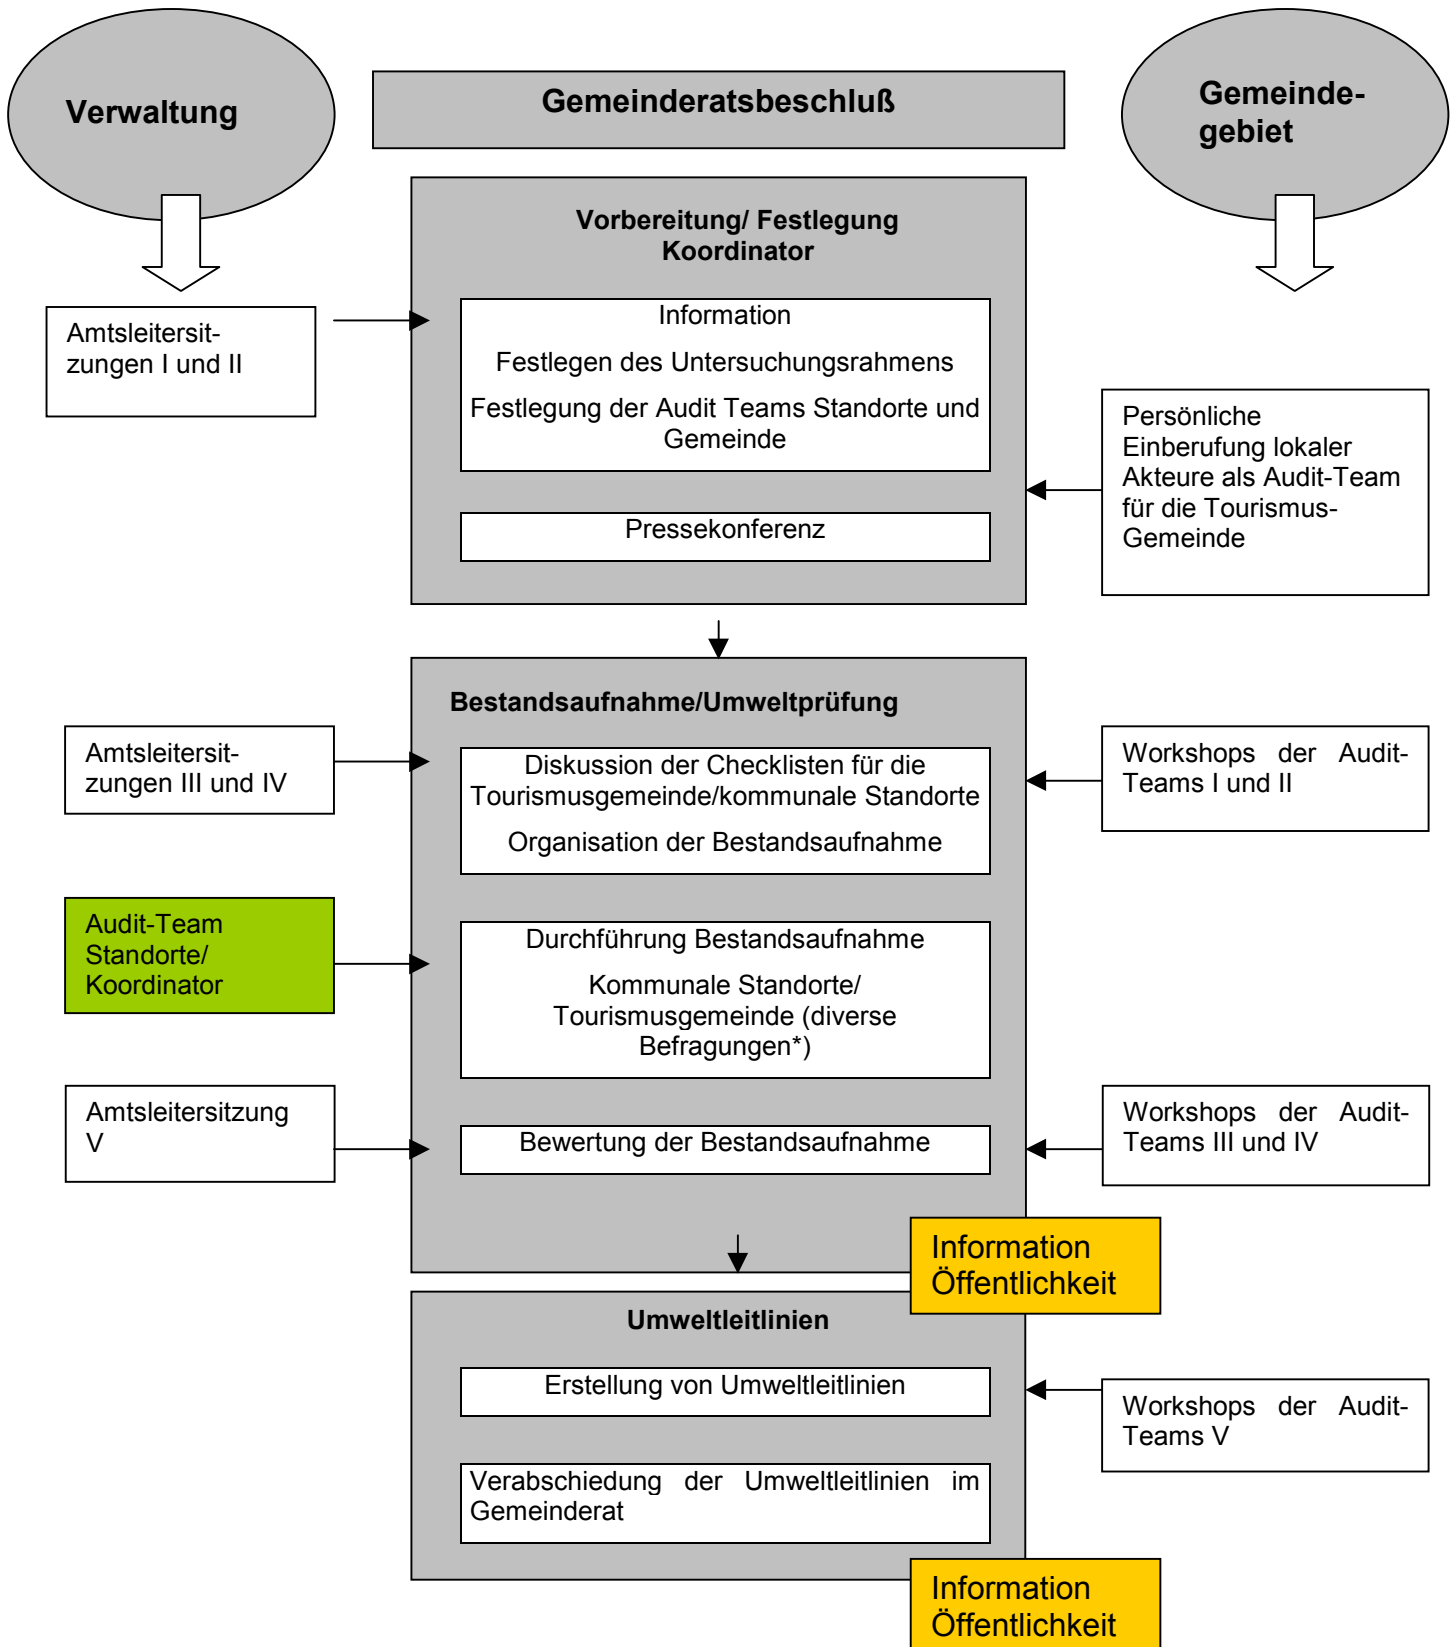 Verwaltung
Gemeinderatsbeschluß
Gemeinde-
gebiet
Vorbereitung/ Festlegung
Koordinator
Amtsleitersit-
zungen I und II
Information
Festlegen des Untersuchungsrahmens
Festlegung der Audit Teams Standorte und
Gemeinde
Persönliche
Einberufung lokaler
Akteure als Audit-Team
für die Tourismus-
Gemeinde
Pressekonferenz
Bestandsaufnahme/Umweltprüfung
Amtsleitersit-
zungen III und IV
Diskussion der Checklisten für die
Tourismusgemeinde/kommunale Standorte
Organisation der Bestandsaufnahme
Workshops der Audit-
Teams I und II
Audit-Team
Standorte/
Koordinator
Durchführung Bestandsaufnahme
Kommunale Standorte/
Tourismusgemeinde (diverse
Befragungen*)
Amtsleitersitzung
V
Bewertung der Bestandsaufnahme
Workshops der Audit-
Teams III und IV
Information
Öffentlichkeit
Umweltleitlinien
Erstellung von Umweltleitlinien
Workshops der Audit-
Teams V
Verabschiedung der Umweltleitlinien im
Gemeinderat
Information
Öffentlichkeit